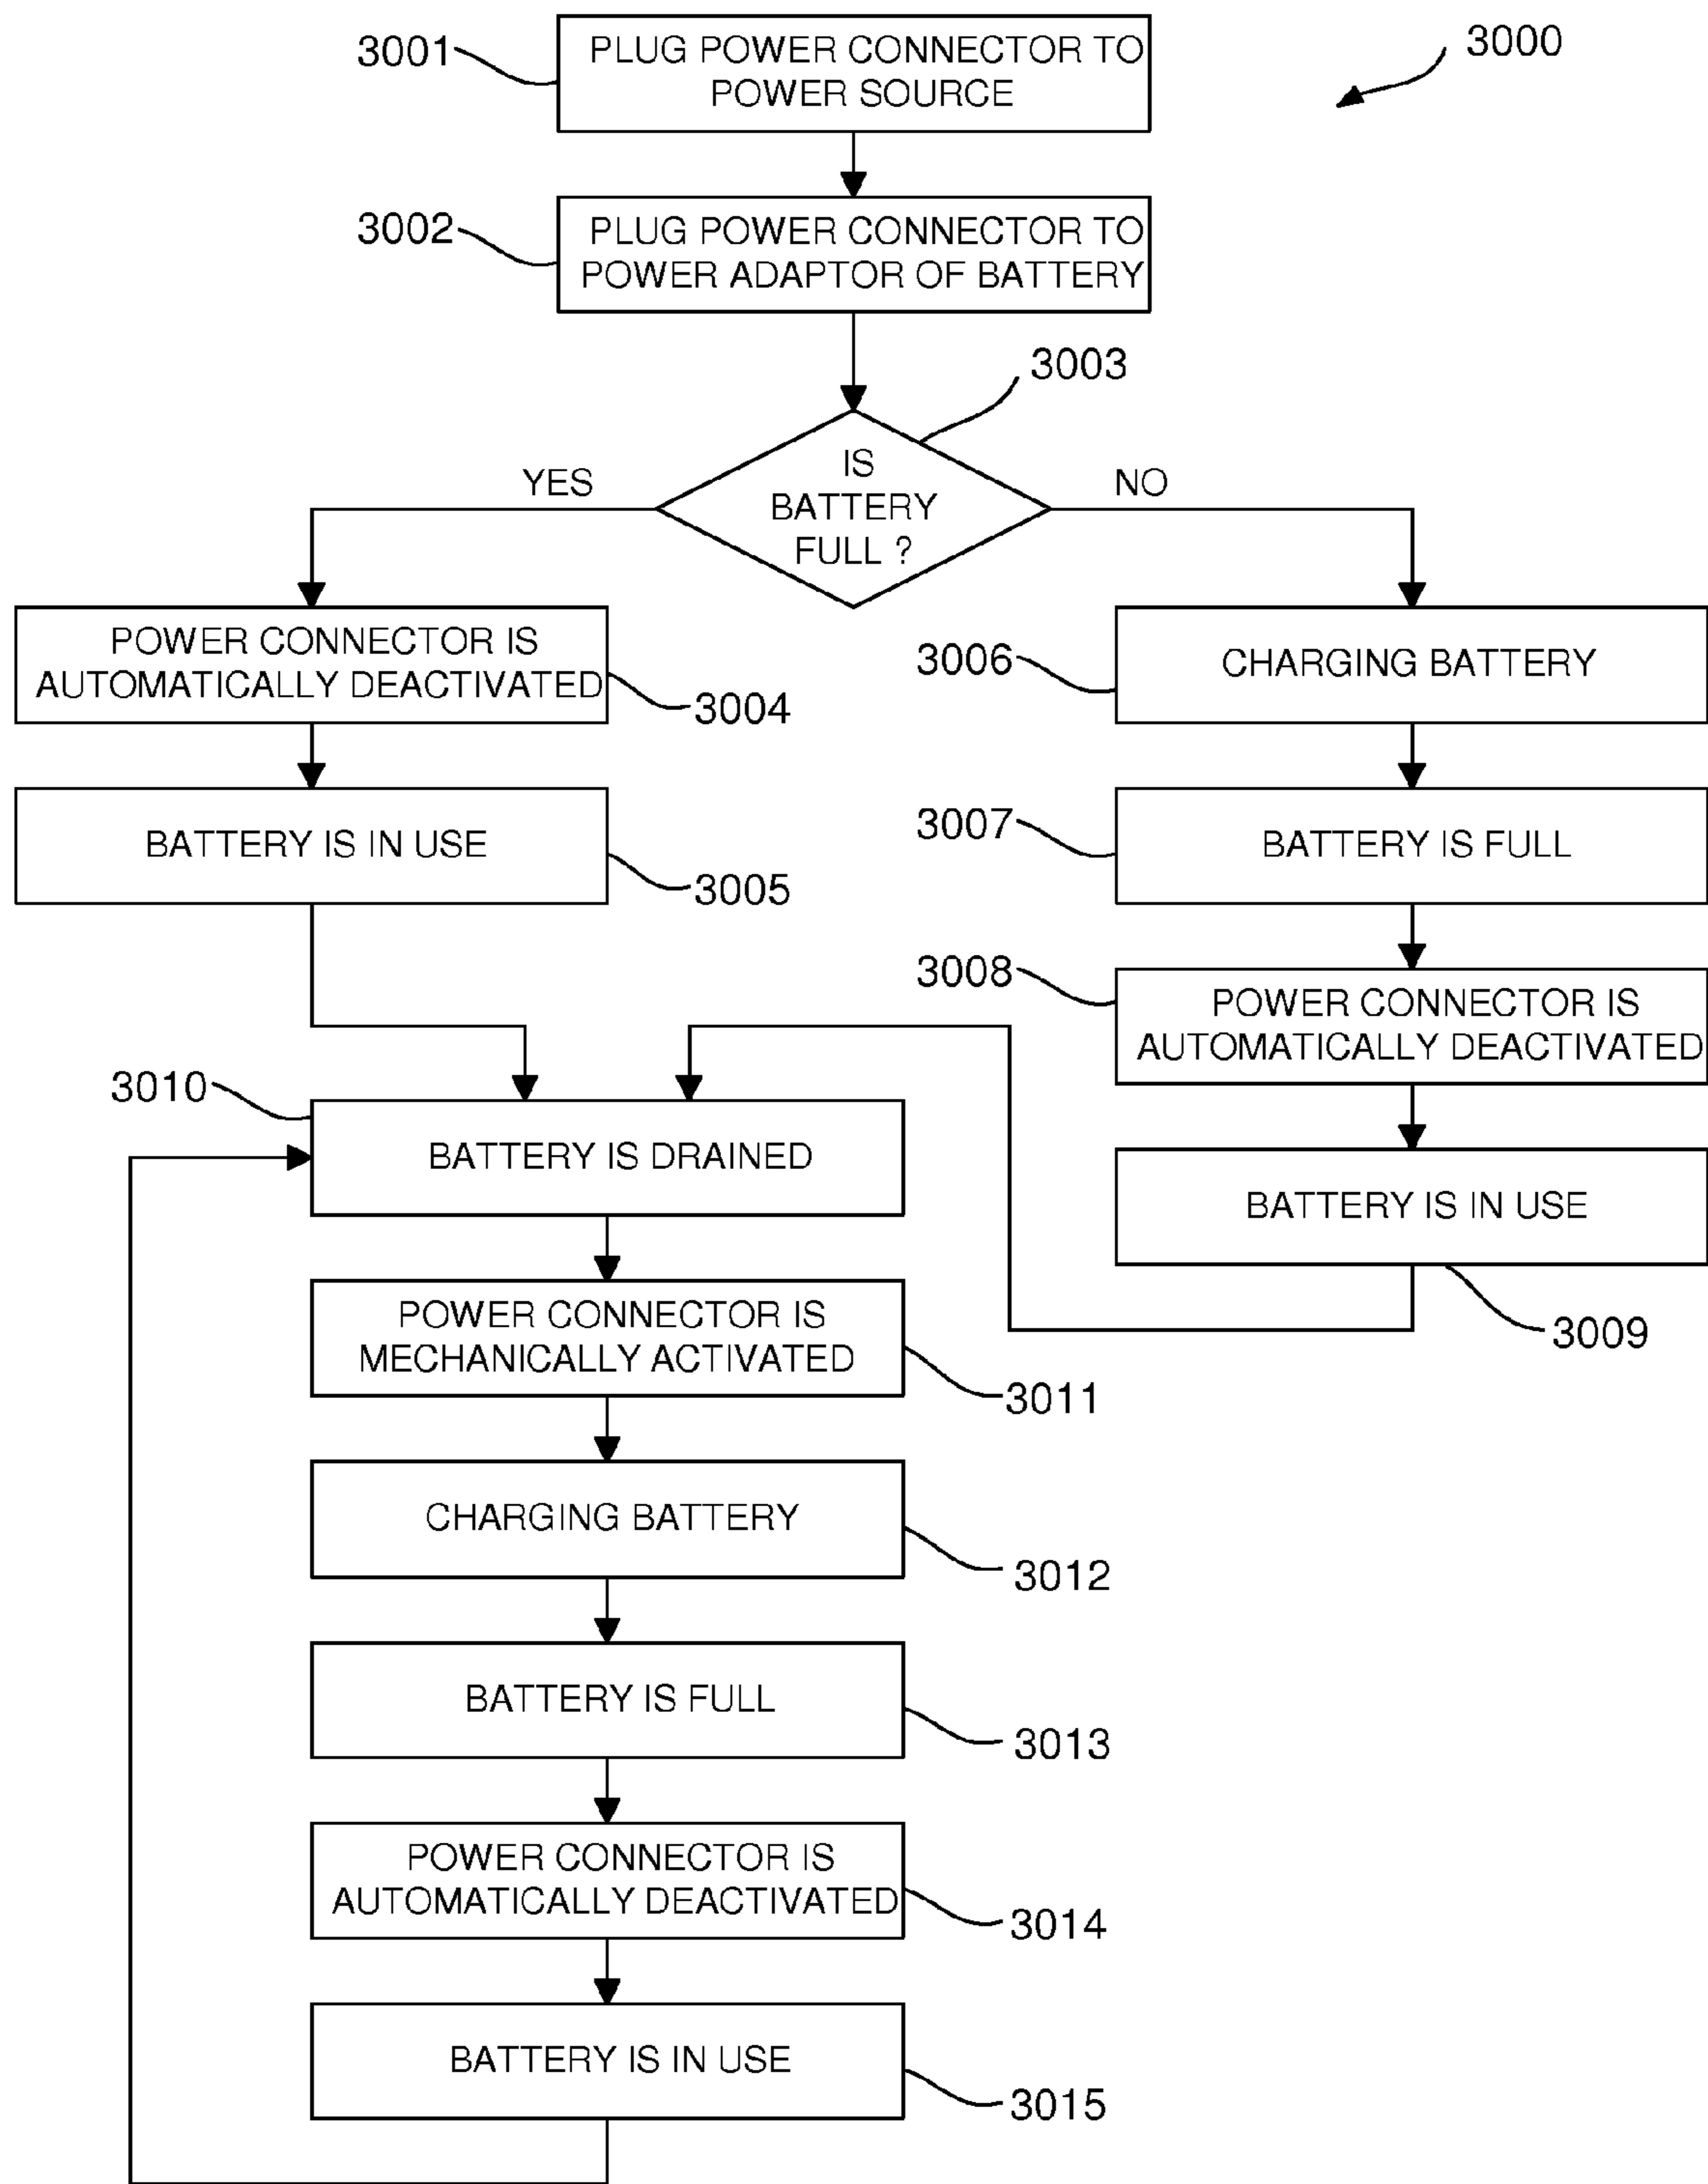 3000
3001
PLUG POWER CONNECTOR TO
POWER SOURCE
3002
PLUG POWER CONNECTOR TO
POWER ADAPTOR OF BATTERY
3003
IS
BATTERY
FULL ?
YES
NO
POWER CONNECTOR IS
AUTOMATICALLY DEACTIVATED
3004
BATTERY IS IN USE
3005
3006
CHARGING BATTERY
3007
BATTERY IS FULL
3008
POWER CONNECTOR IS
AUTOMATICALLY DEACTIVATED
BATTERY IS IN USE
3009
3010
BATTERY IS DRAINED
POWER CONNECTOR IS
MECHANICALLY ACTIVATED
3011
CHARGING BATTERY
3012
BATTERY IS FULL
3013
POWER CONNECTOR IS
AUTOMATICALLY DEACTIVATED
3014
BATTERY IS IN USE
3015